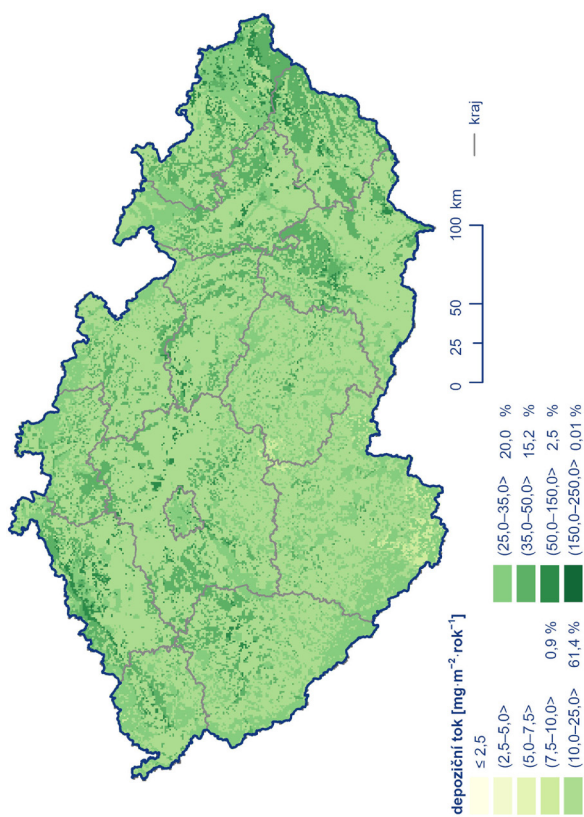 depoziční tok [mg·m⁻²·rok⁻¹]
≤ 2,5
(2,5–5,0>
(5,0–7,5>
(7,5–10,0> 0,9 %
(10,0–25,0> 61,4 %
(25,0–35,0> 20,0 %
(35,0–50,0> 15,2 %
(50,0–150,0> 2,5 %
(150,0–250,0> 0,01 %
0 25 50 100 km
kraj